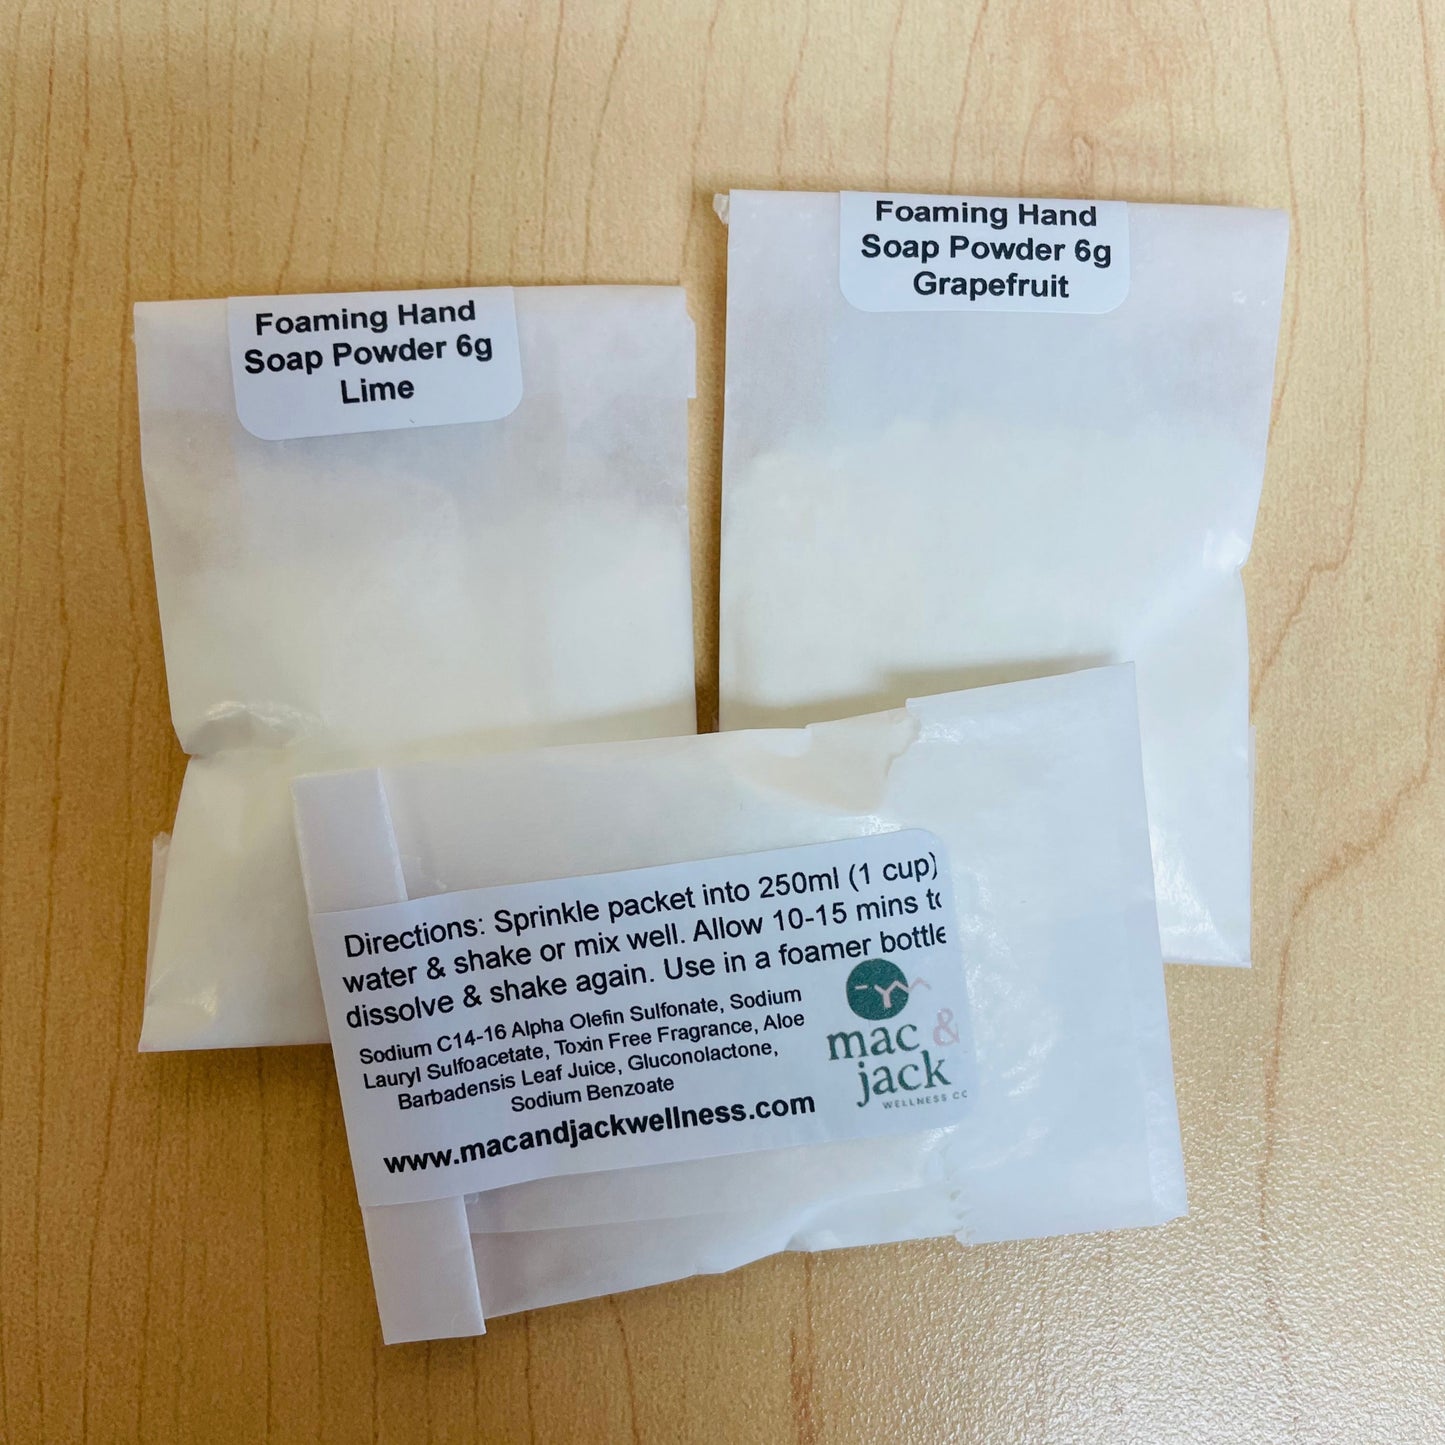 Foaming Hand
Soap Powder 6g
Lime
Foaming Hand
Soap Powder 6g
Grapefruit
Directions: Sprinkle packet into 250ml (1 cup)
water & shake or mix well. Allow 10-15 mins to
dissolve & shake again. Use in a foamer bottle
Sodium C14-16 Alpha Olefin Sulfonate, Sodium
Lauryl Sulfoacetate, Toxin Free Fragrance, Aloe
Barbadensis Leaf Juice, Gluconolactone,
Sodium Benzoate
www.macandjackwellness.com
mac &
jack
WELLNESS CO